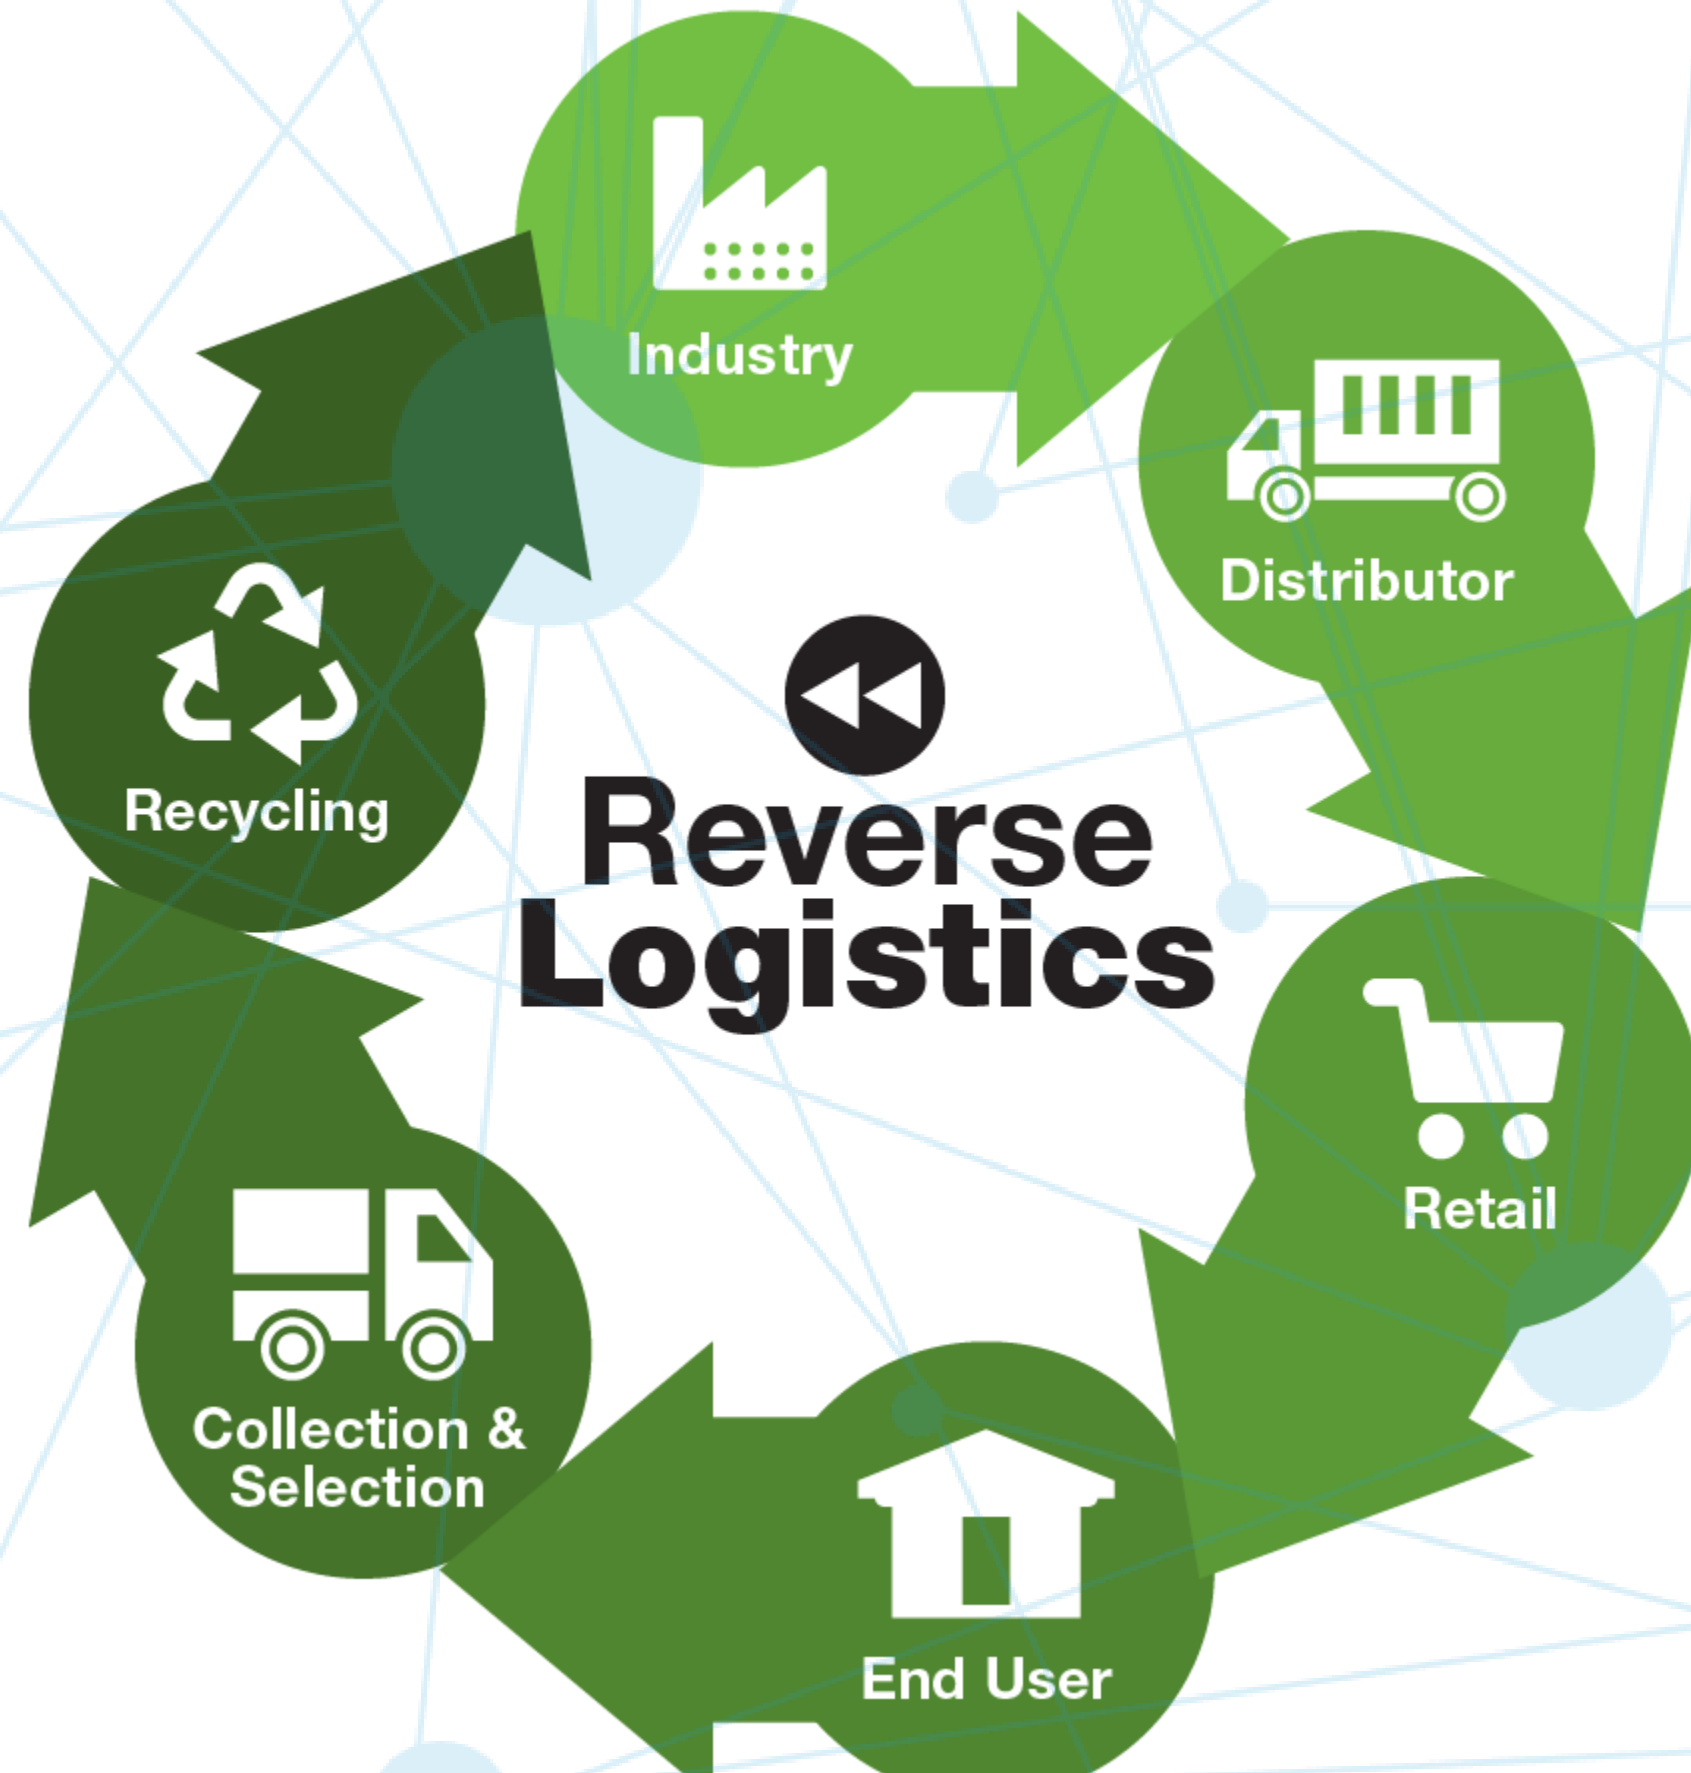 Industry
Distributor
Recycling
Reverse
Logistics
Retail
Collection &
Selection
End User